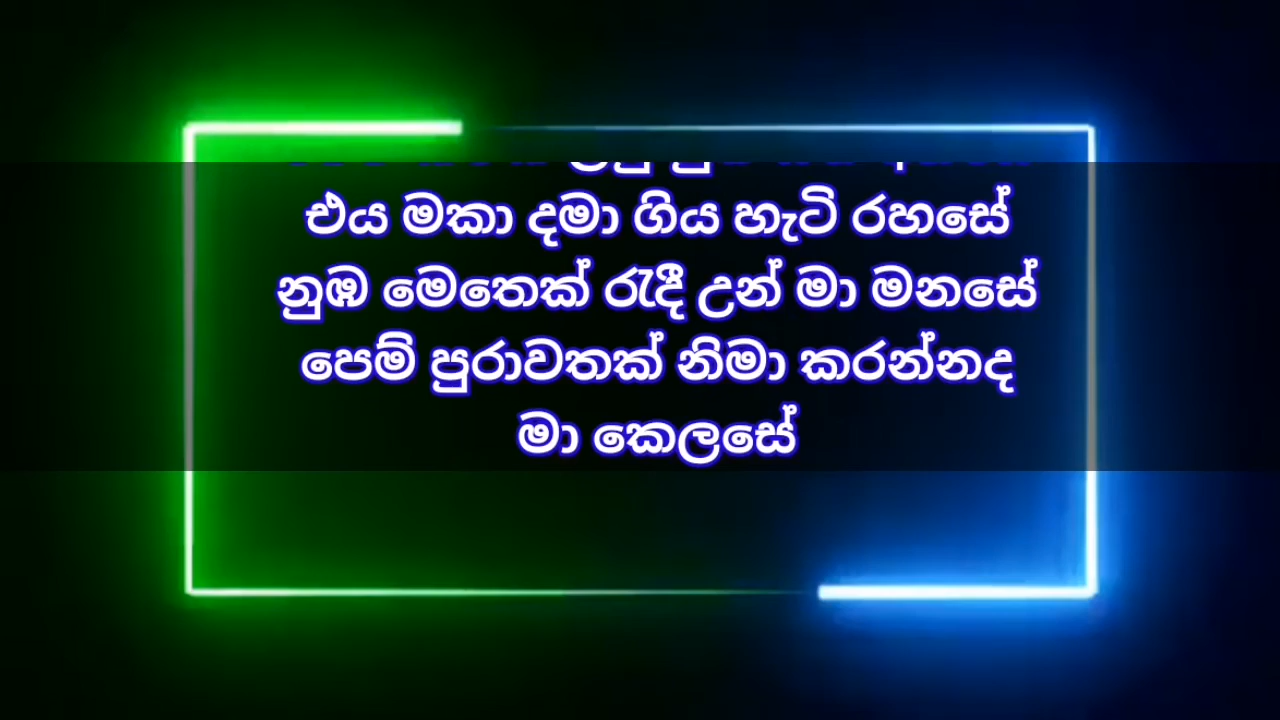 එය මකා දමා ගිය හැටි රහසේ
නුඹ මෙතෙක් රැදී උන් මා මනසේ
පෙම් පුරාවතක් නිමා කරන්නද
මා කෙලසේ